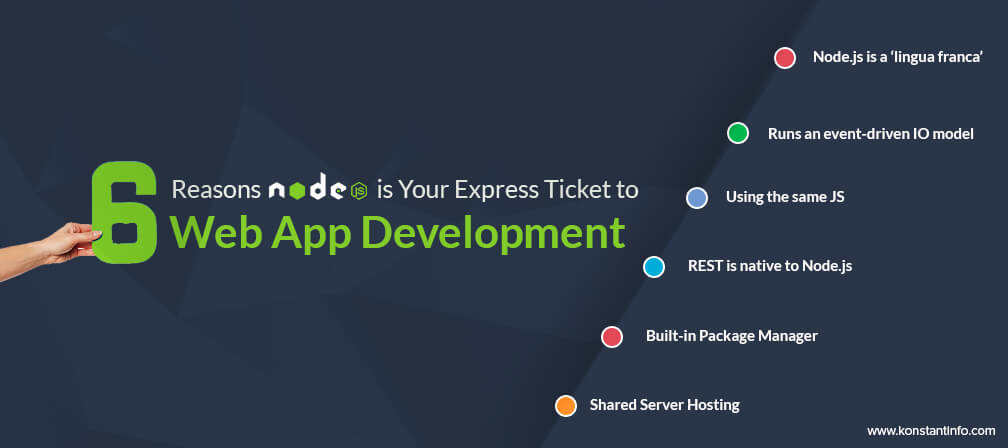 6 Reasons node JS is Your Express Ticket to
Web App Development
Node.js is a ‘lingua franca’
Runs an event-driven IO model
Using the same JS
REST is native to Node.js
Built-in Package Manager
Shared Server Hosting
www.konstantinfo.com